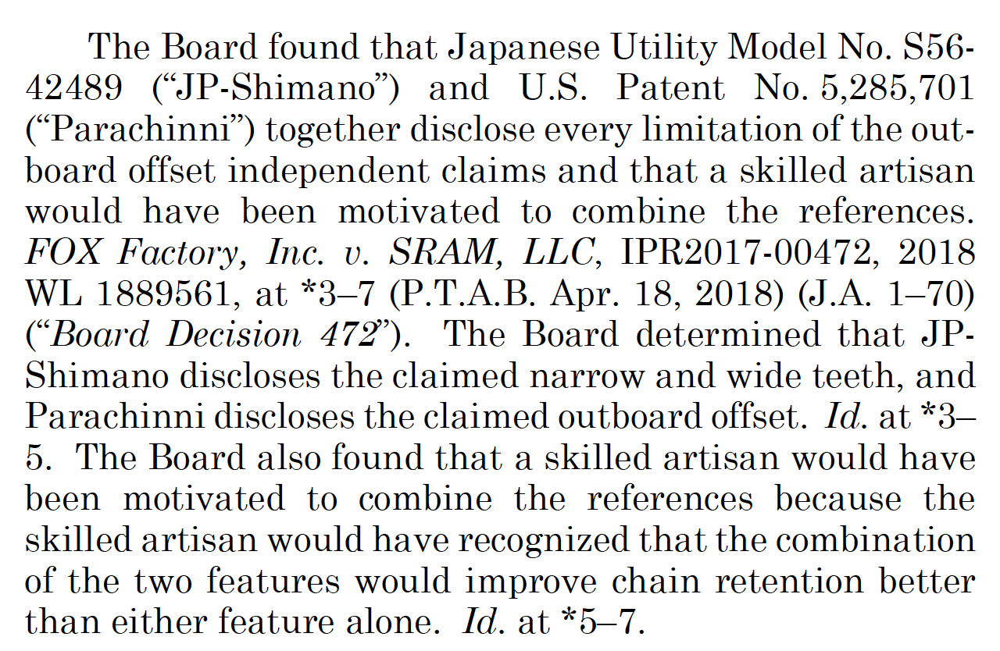 The Board found that Japanese Utility Model No. S56-
42489 (“JP-Shimano”) and U.S. Patent No. 5,285,701
(“Parachinni”) together disclose every limitation of the out-
board offset independent claims and that a skilled artisan
would have been motivated to combine the references.
FOX Factory, Inc. v. SRAM, LLC, IPR2017-00472, 2018
WL 1889561, at *3–7 (P.T.A.B. Apr. 18, 2018) (J.A. 1–70)
(“Board Decision 472”). The Board determined that JP-
Shimano discloses the claimed narrow and wide teeth, and
Parachinni discloses the claimed outboard offset. Id. at *3–
5. The Board also found that a skilled artisan would have
been motivated to combine the references because the
skilled artisan would have recognized that the combination
of the two features would improve chain retention better
than either feature alone. Id. at *5–7.